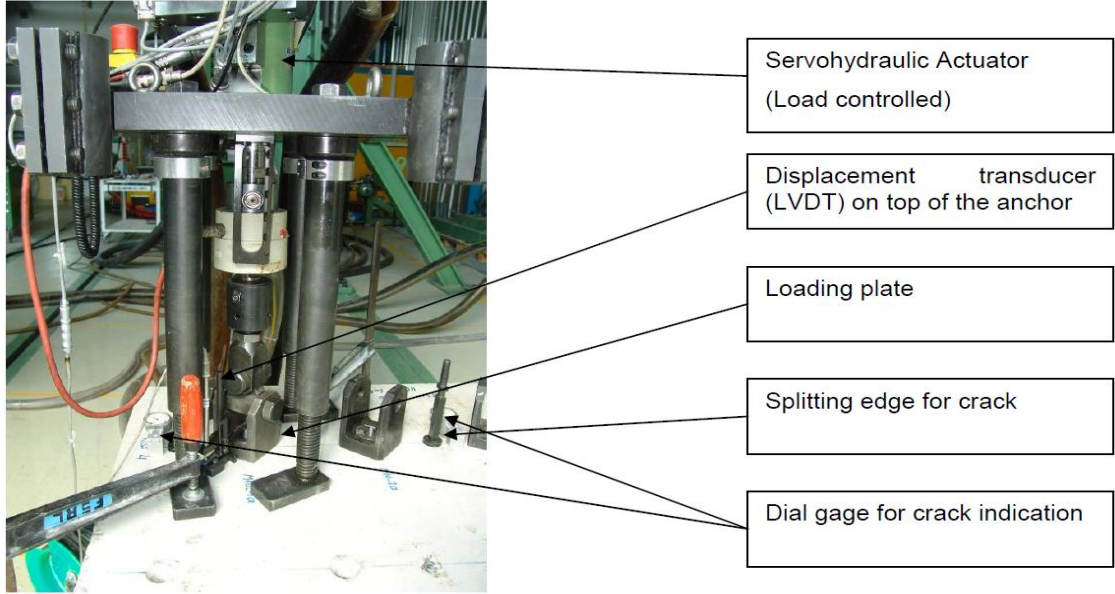 Servohydraulic Actuator
(Load controlled)
Displacement transducer
(LVDT) on top of the anchor
Loading plate
Splitting edge for crack
Dial gage for crack indication